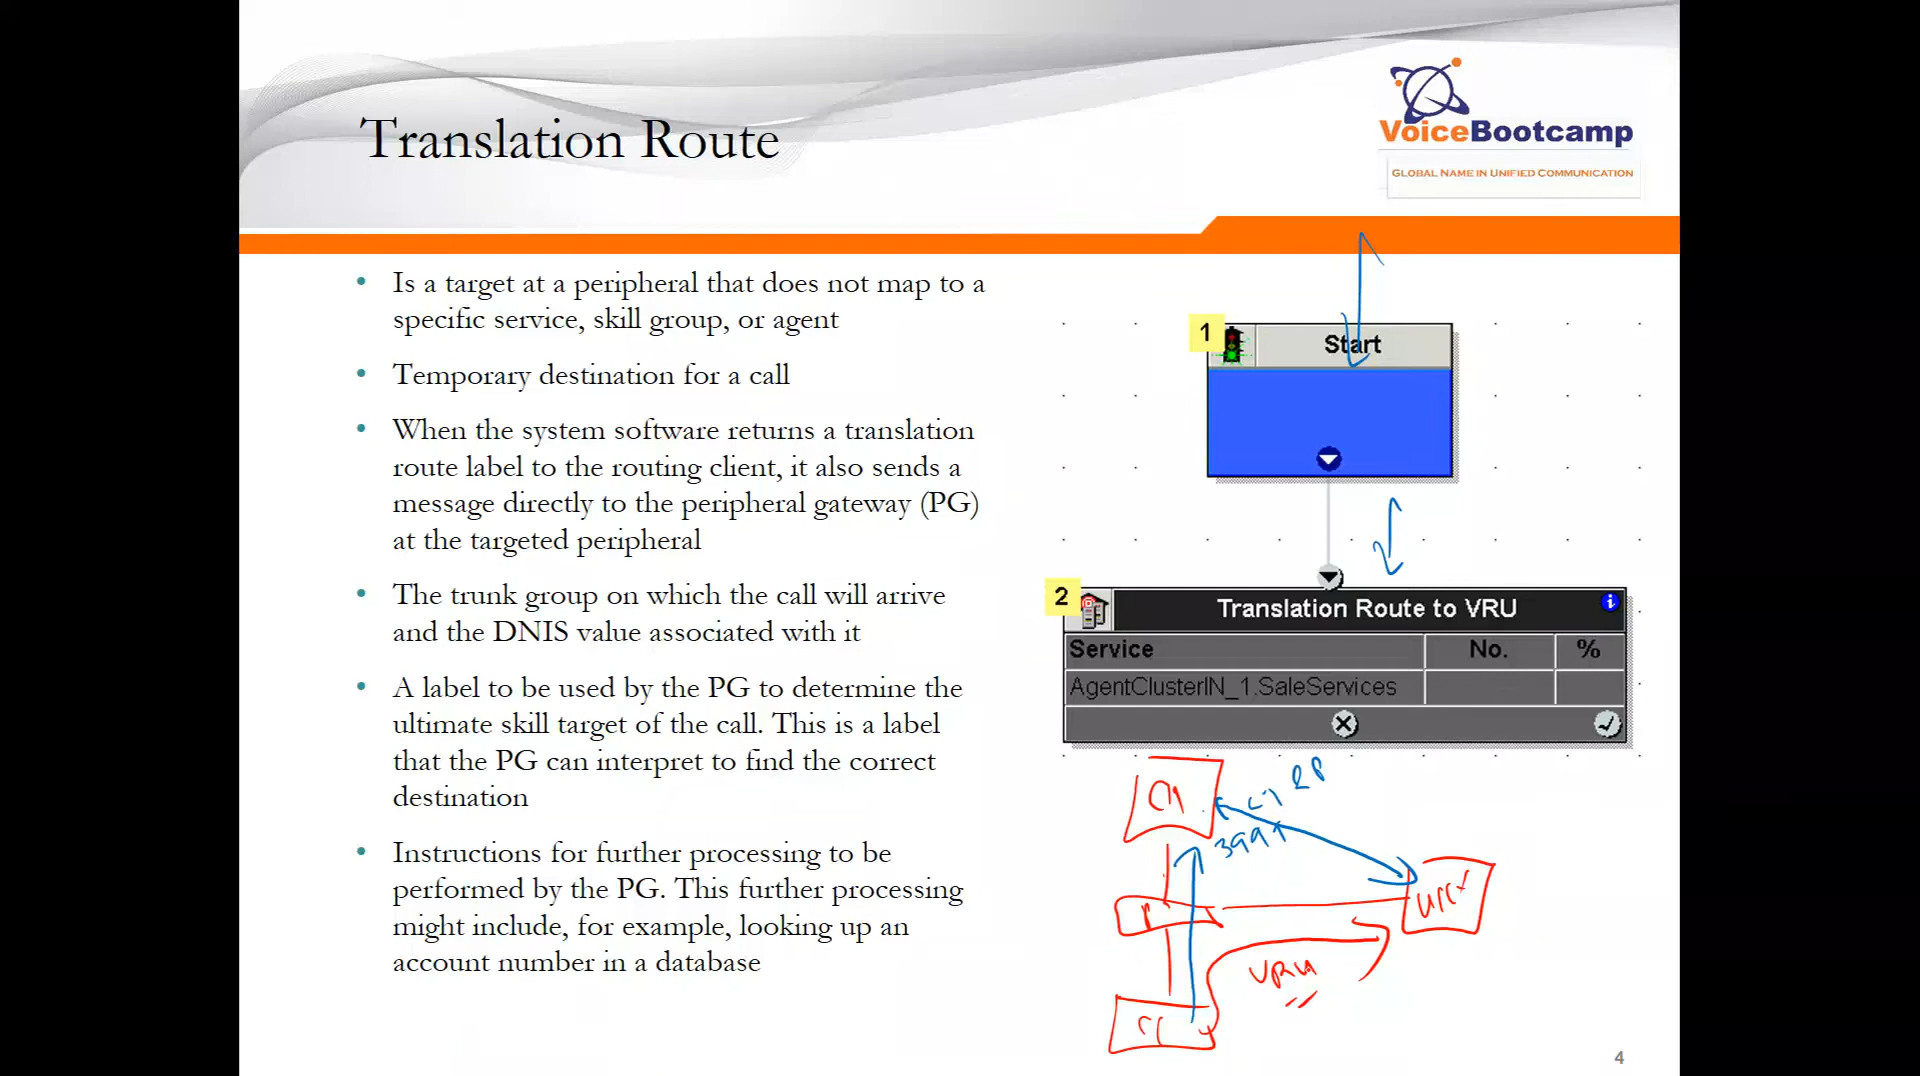 VoiceBootcamp
GLOBAL NAME IN UNIFIED COMMUNICATION
Translation Route
• Is a target at a peripheral that does not map to a
specific service, skill group, or agent
• Temporary destination for a call
• When the system software returns a translation
route label to the routing client, it also sends a
message directly to the peripheral gateway (PG)
at the targeted peripheral
• The trunk group on which the call will arrive
and the DNIS value associated with it
• A label to be used by the PG to determine the
ultimate skill target of the call. This is a label
that the PG can interpret to find the correct
destination
• Instructions for further processing to be
performed by the PG. This further processing
might include, for example, looking up an
account number in a database
1
Start
2
Translation Route to VRU
Service No. %
AgentClusterIN_1.SaleServices
VRU
4